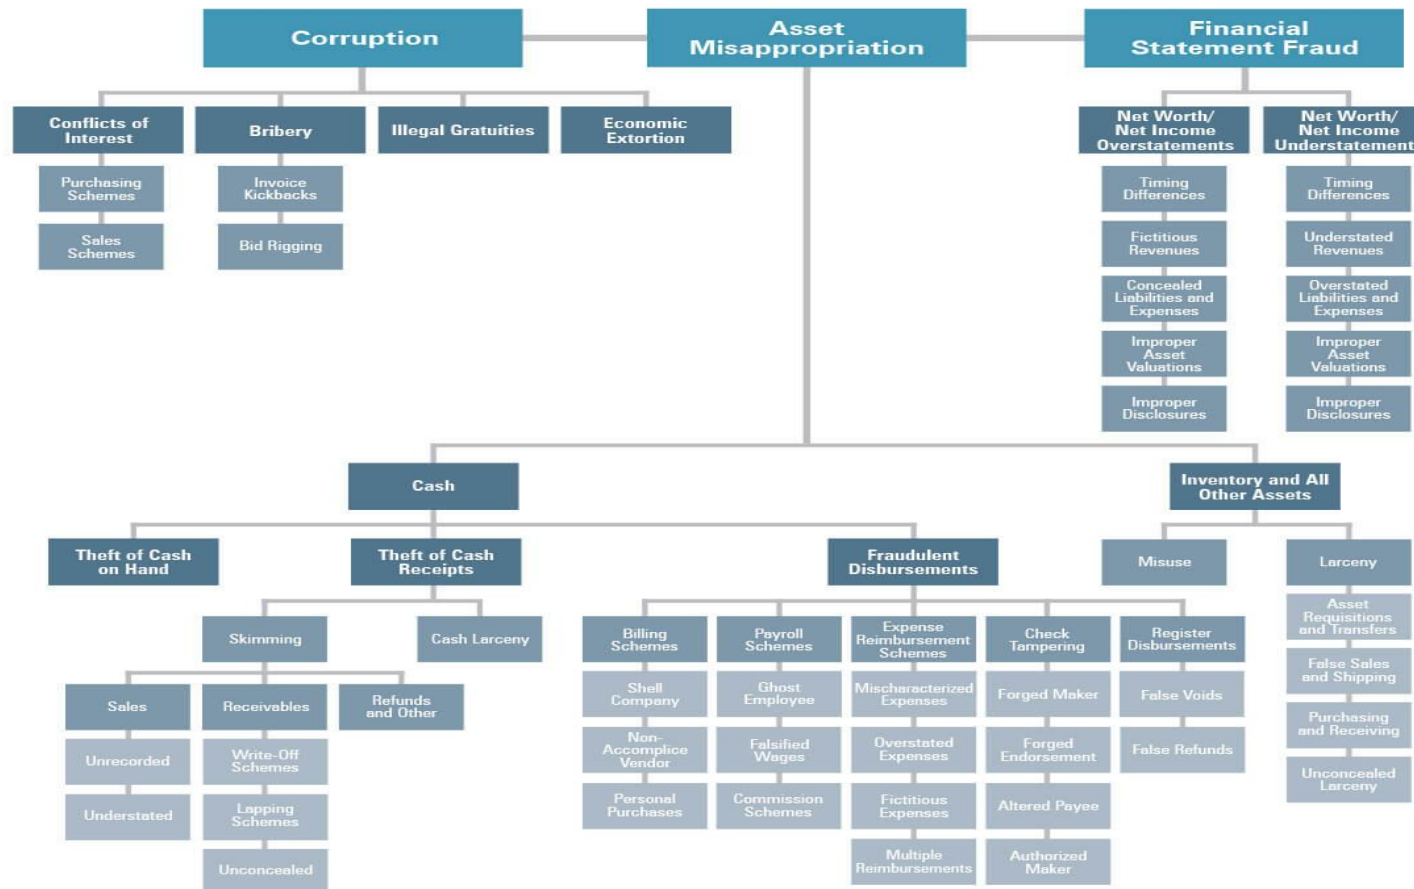 Corruption
Asset
Misappropriation
Financial
Statement Fraud
Conflicts of
Interest
Bribery
Illegal Gratuities
Economic
Extortion
Net Worth/
Net Income
Overstatements
Net Worth/
Net Income
Understatement
Purchasing
Schemes
Sales
Schemes
Invoice
Kickbacks
Bid Rigging
Timing
Differences
Fictitious
Revenues
Concealed
Liabilities and
Expenses
Improper
Asset
Valuations
Improper
Disclosures
Timing
Differences
Understated
Revenues
Overstated
Liabilities and
Expenses
Improper
Asset
Valuations
Improper
Disclosures
Cash
Inventory and All
Other Assets
Theft of Cash
on Hand
Theft of Cash
Receipts
Fraudulent
Disbursements
Misuse
Larceny
Asset
Requisitions
and Transfers
False Sales
and Shipping
Purchasing
and Receiving
Unconcealed
Larceny
Skimming
Cash Larceny
Sales
Receivables
Refunds
and Other
Unrecorded
Understated
Write-Off
Schemes
Lapping
Schemes
Unconcealed
Billing
Schemes
Shell
Company
Non-
Accomplice
Vendor
Personal
Purchases
Payroll
Schemes
Ghost
Employee
Falsified
Wages
Commission
Schemes
Expense
Reimbursement
Schemes
Mischaracterized
Expenses
Overstated
Expenses
Fictitious
Expenses
Multiple
Reimbursements
Check
Tampering
Forged Maker
Forged
Endorsement
Altered Payee
Authorized
Maker
Register
Disbursements
False Voids
False Refunds